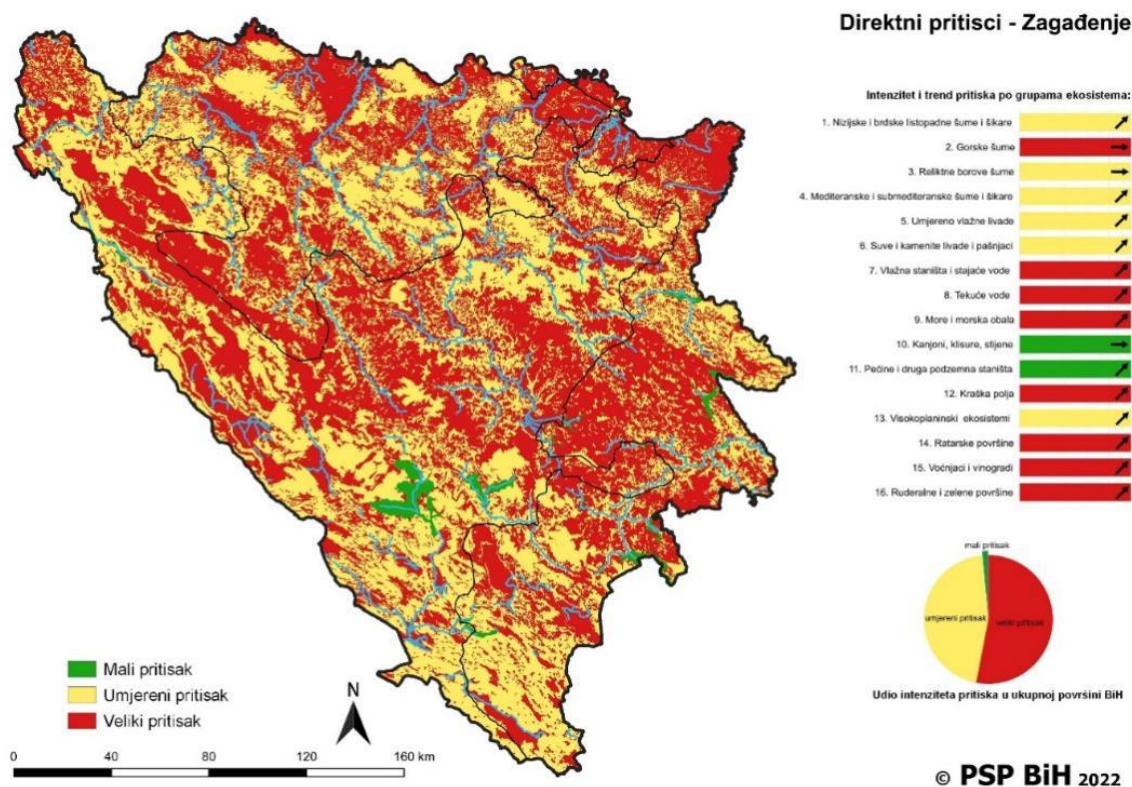 Direktni pritisci - Zagađenje
Intenzitet i trend pritiska po grupama ekosistema:
1. Nizijske i brdske listopadne šume i šikare
2. Gorske šume
3. Reliktne borove šume
4. Mediteranske i submediteranske šume i šikare
5. Umjereno vlažne livade
6. Suve i kamenite livade i pašnjaci
7. Vlažna staništa i stajaće vode
8. Tekuće vode
9. More i morska obala
10. Kanjoni, klisure, stijene
11. Pećine i druga podzemna staništa
12. Kraška polja
13. Visokoplaninski ekosistemi
14. Ratarske površine
15. Voćnjaci i vinogradi
16. Ruderalne i zelene površine
mali pritisak
umjereni pritisak
veliki pritisak
Udio intenziteta pritiska u ukupnoj površini BiH
Mali pritisak
Umjereni pritisak
Veliki pritisak
N
0 40 80 120 160 km
© PSP BiH 2022